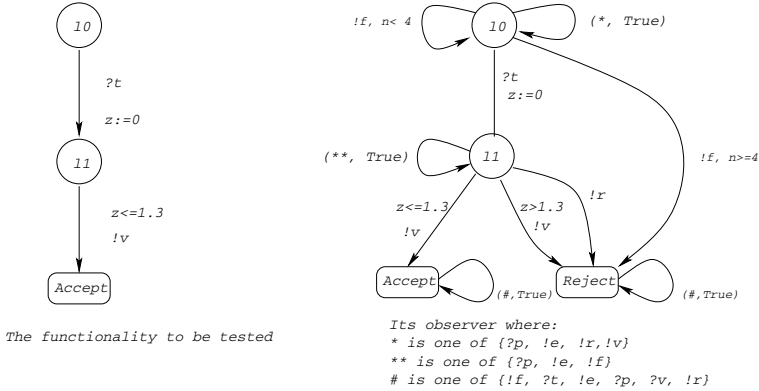 l0
?t
z:=0
l1
z<=1.3
!v
Accept
The functionality to be tested
!f, n< 4
l0
(*, True)
?t
z:=0
(**, True)
l1
!f, n>=4
z<=1.3
!v
z>1.3
!v
!r
Accept
(#,True)
Reject
(#,True)
Its observer where:
* is one of {?p, !e, !r,!v}
** is one of {?p, !e, !f}
# is one of {!f, ?t, !e, ?p, ?v, !r}